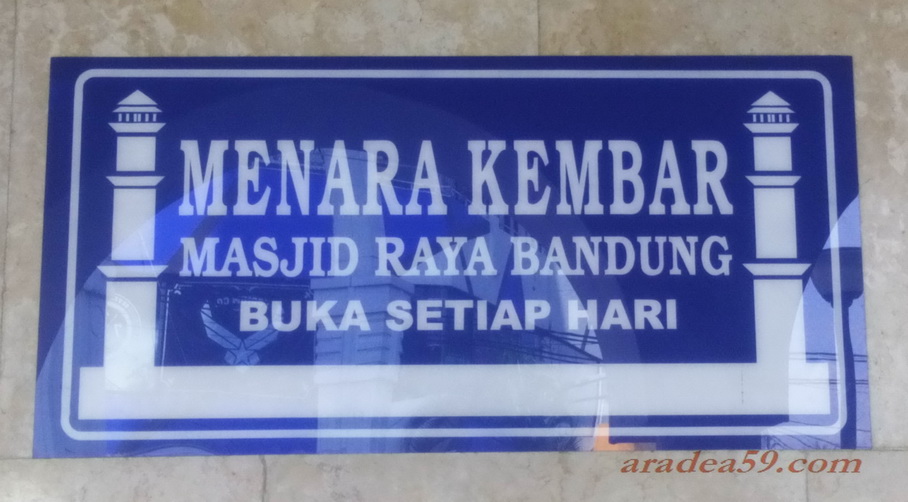 MENARA KEMBAR
MASJID RAYA BANDUNG
BUKA SETIAP HARI
aradea59.com